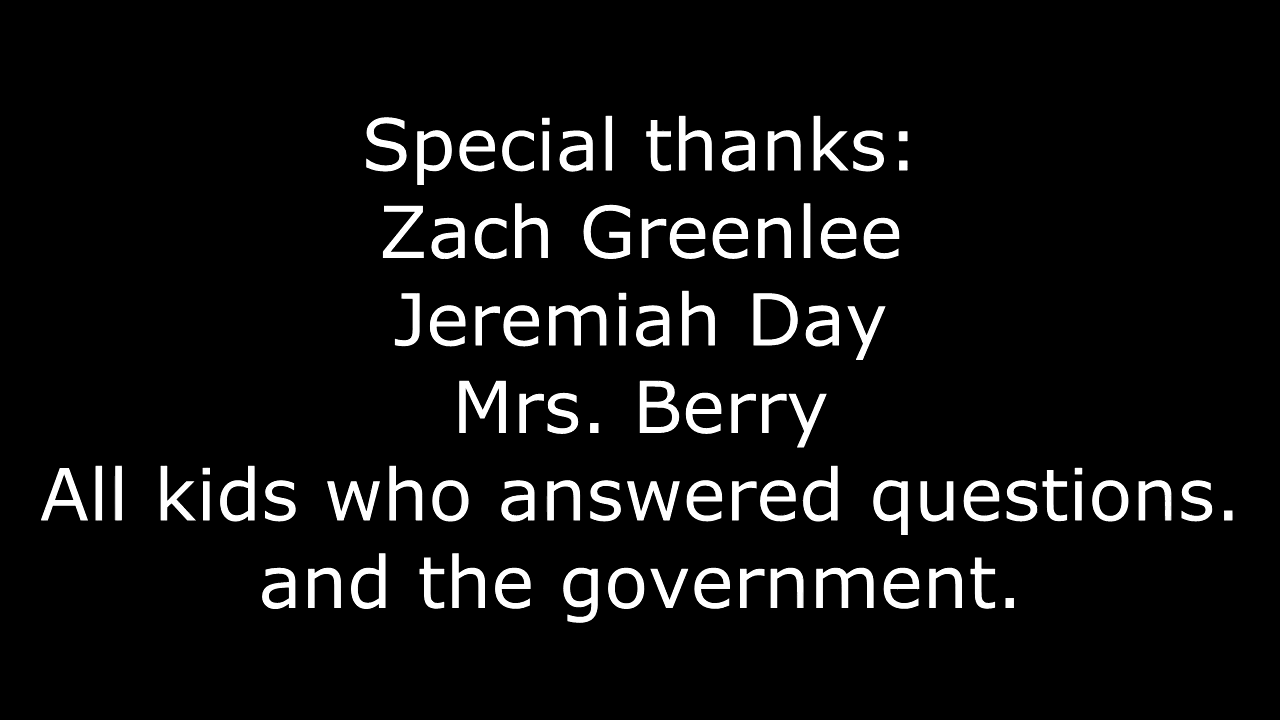 Special thanks:
Zach Greenlee
Jeremiah Day
Mrs. Berry
All kids who answered questions.
and the government.